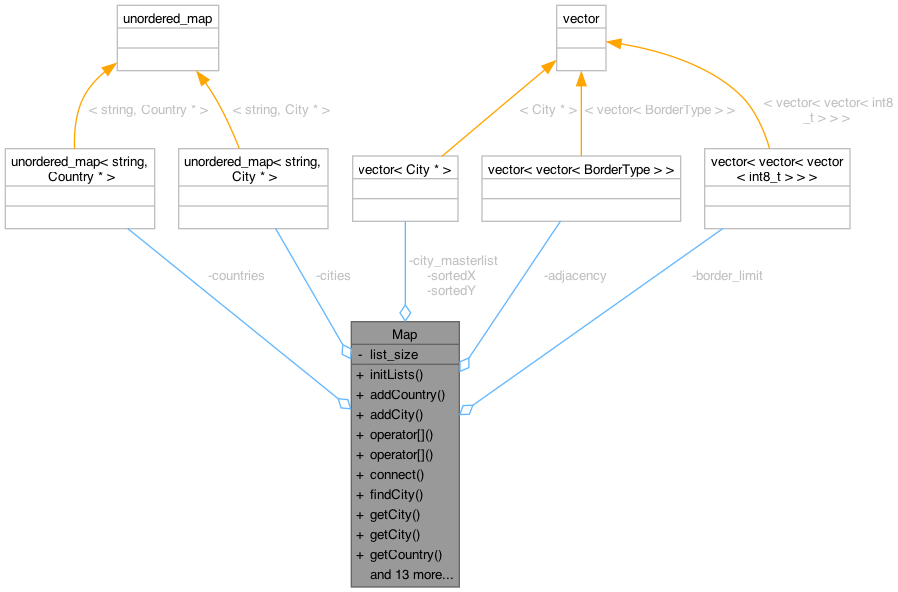 unordered_map
vector
< string, Country * >
< string, City * >
< City * >
< vector< BorderType > >
< vector< vector< int8
_t > > >
unordered_map< string,
Country * >
unordered_map< string,
City * >
vector< City * >
vector< vector< BorderType > >
vector< vector< vector
< int8_t > > >
-countries
-cities
-city_masterlist
-sortedX
-sortedY
-adjacency
-border_limit
Map
- list_size
+ initLists()
+ addCountry()
+ addCity()
+ operator[]()
+ operator[]()
+ connect()
+ findCity()
+ getCity()
+ getCity()
+ getCountry()
and 13 more...